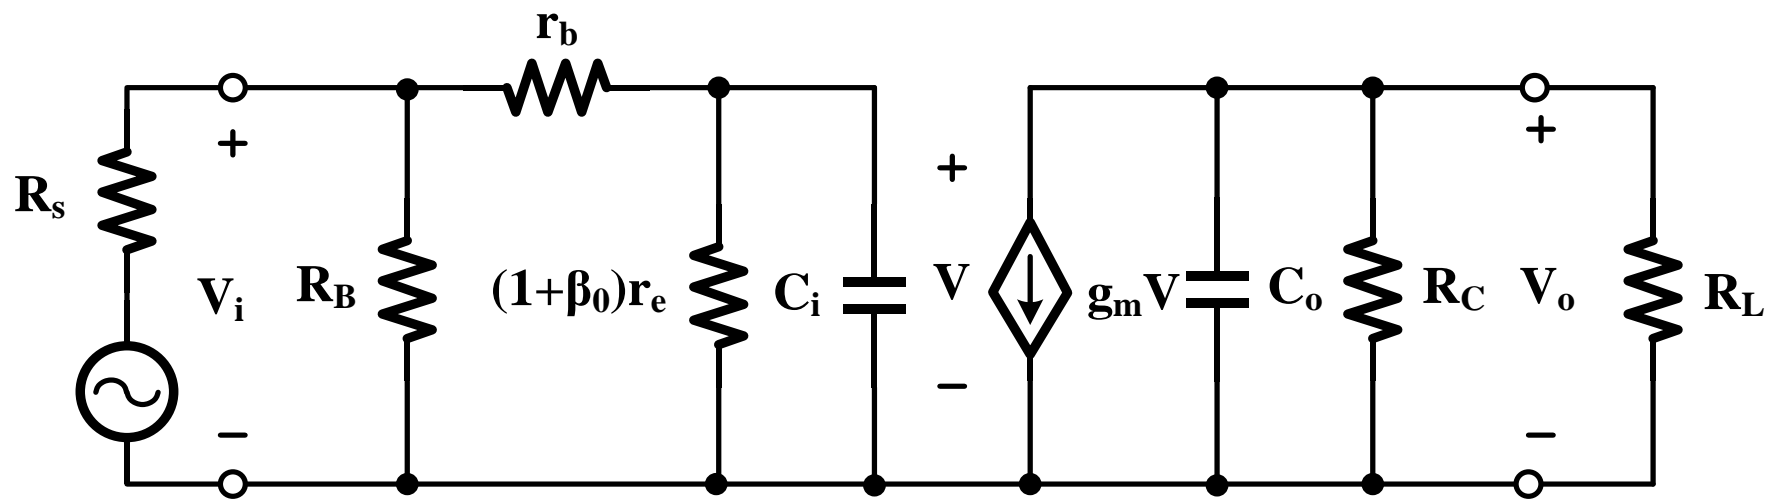 r_b
+
+
+
R_s
V_i
R_B
(1+β_0)r_e
C_i
V
g_mV
C_o
R_C
V_o
R_L
−
−
−